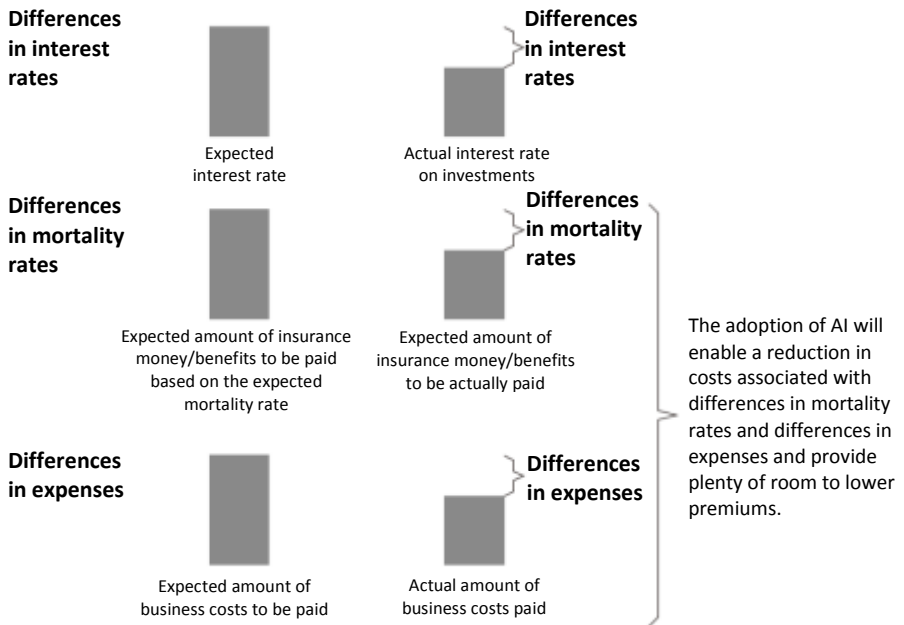 Differences
in interest
rates
Expected
interest rate
Actual interest rate
on investments
Differences
in interest
rates
Differences
in mortality
rates
Expected amount of insurance
money/benefits to be paid
based on the expected
mortality rate
Expected amount of
insurance money/benefits
to be actually paid
Differences
in mortality
rates
Differences
in expenses
Expected amount of
business costs to be paid
Actual amount of
business costs paid
Differences
in expenses
The adoption of AI will
enable a reduction in
costs associated with
differences in mortality
rates and differences in
expenses and provide
plenty of room to lower
premiums.